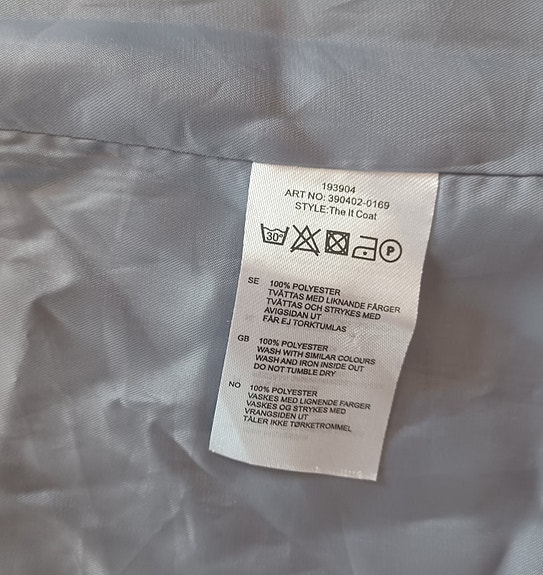 193904
ART NO: 390402-0169
STYLE:The It Coat
30° P
SE 100% POLYESTER
TVÄTTAS MED LIKNANDE FÄRGER
TVÄTTAS OCH STRYKES MED
AVIGSIDAN UT
FÅR EJ TORKTUMLAS
GB 100% POLYESTER
WASH WITH SIMILAR COLOURS
WASH AND IRON INSIDE OUT
DO NOT TUMBLE DRY
NO 100% POLYESTER
VASKES MED LIGNENDE FARGER
VASKES OG STRYKES MED
VRANGSIDEN UT
TÅLER IKKE TØRKETROMMEL